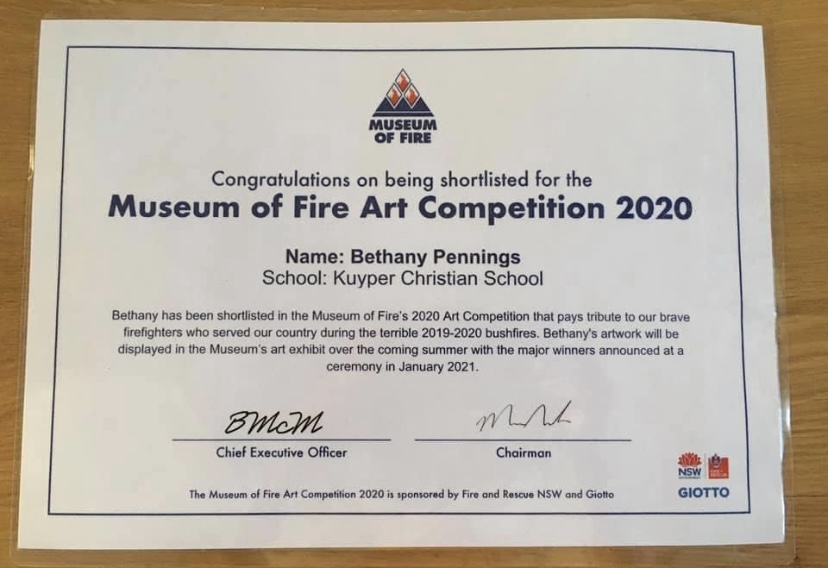 MUSEUM
OF FIRE
Congratulations on being shortlisted for the
Museum of Fire Art Competition 2020
Name: Bethany Pennings
School: Kuyper Christian School
Bethany has been shortlisted in the Museum of Fire's 2020 Art Competition that pays tribute to our brave
firefighters who served our country during the terrible 2019-2020 bushfires. Bethany's artwork will be
displayed in the Museum's art exhibit over the coming summer with the major winners announced at a
ceremony in January 2021.
BMcM
Chief Executive Officer
Chairman
NSW
GIOTTO
The Museum of Fire Art Competition 2020 is sponsored by Fire and Rescue NSW and Giotto